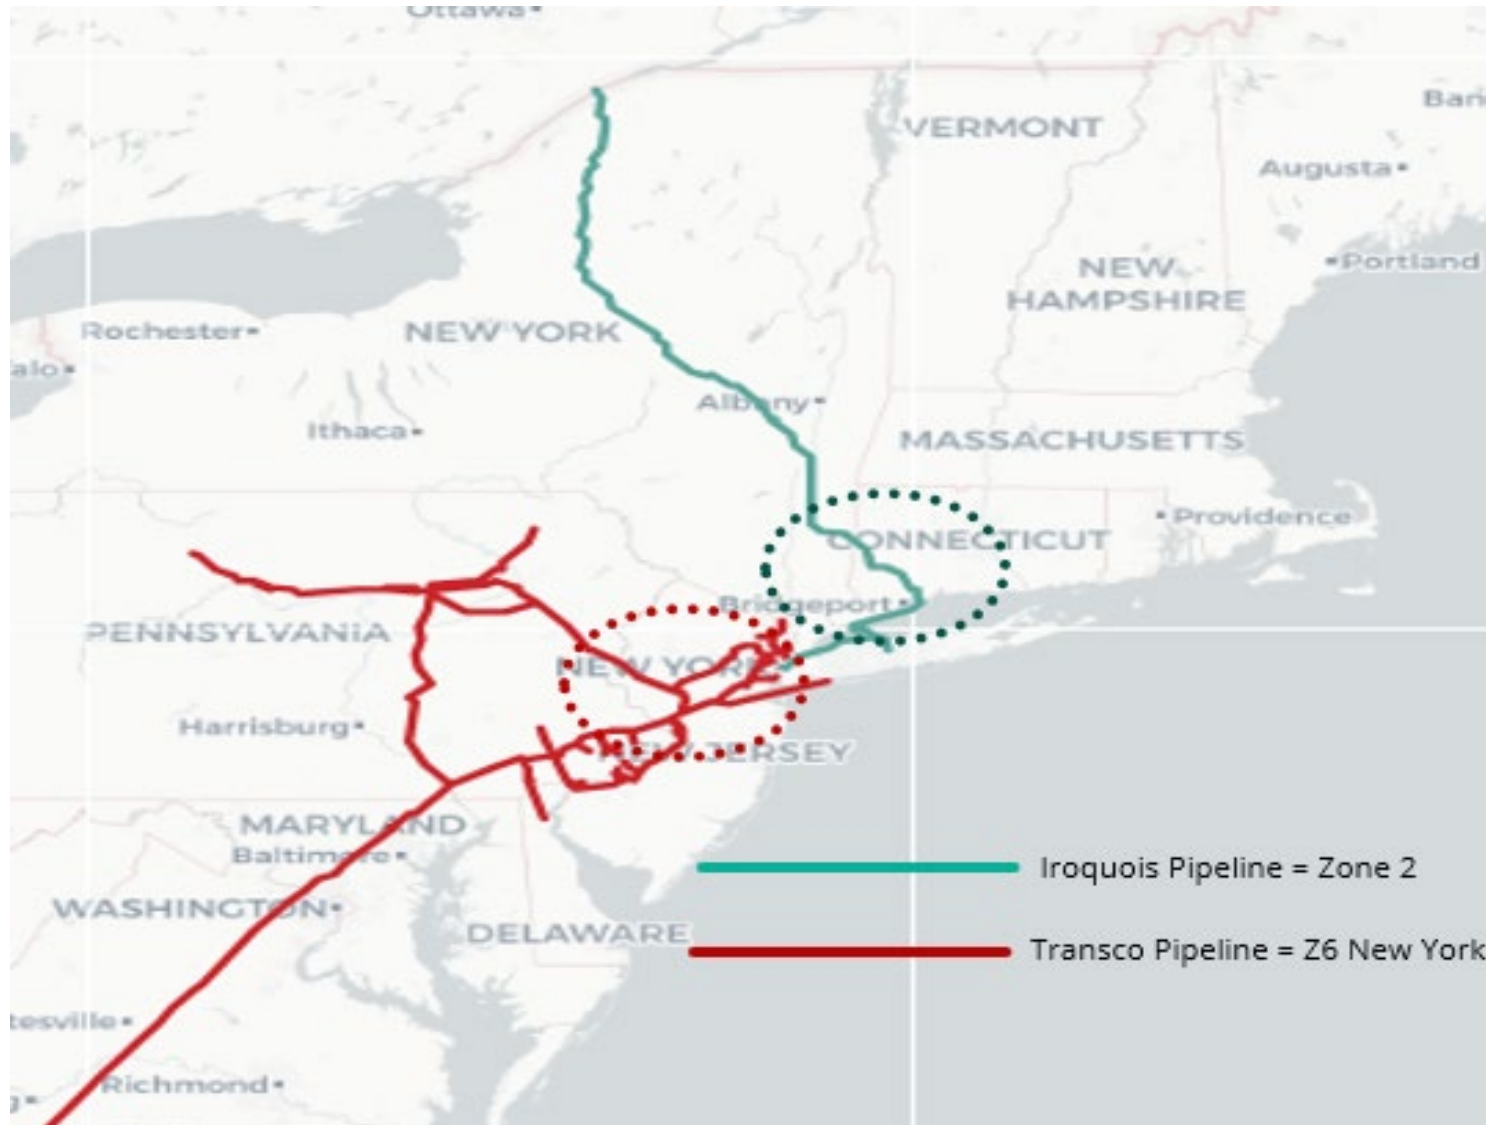 Ottawa
VERMONT
Augusta
NEW
HAMPSHIRE
Portland
Rochester
NEW YORK
Albany
Ithaca
MASSACHUSETTS
Providence
CONNECTICUT
Bridgeport
PENNSYLVANIA
NEW YORK
Harrisburg
NEW JERSEY
MARYLAND
Baltimore
Iroquois Pipeline = Zone 2
WASHINGTON
DELAWARE
Transco Pipeline = Z6 New York
tesville
Richmond